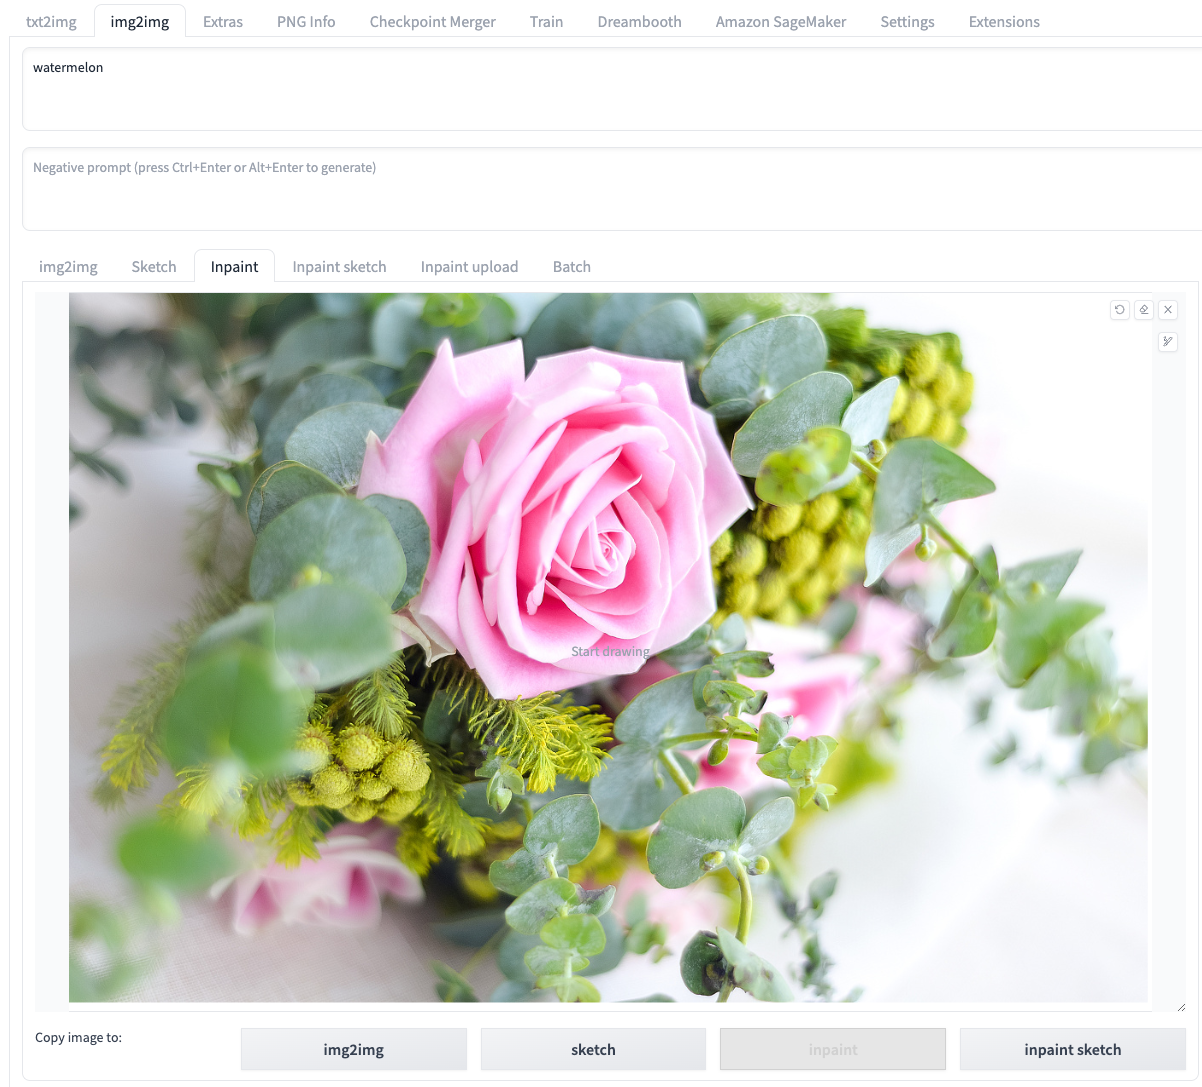 txt2img img2img Extras PNG Info Checkpoint Merger Train Dreambooth Amazon SageMaker Settings Extensions
watermelon
Negative prompt (press Ctrl+Enter or Alt+Enter to generate)
img2img Sketch Inpaint Inpaint sketch Inpaint upload Batch
Start drawing
Copy image to: img2img sketch inpaint inpaint sketch